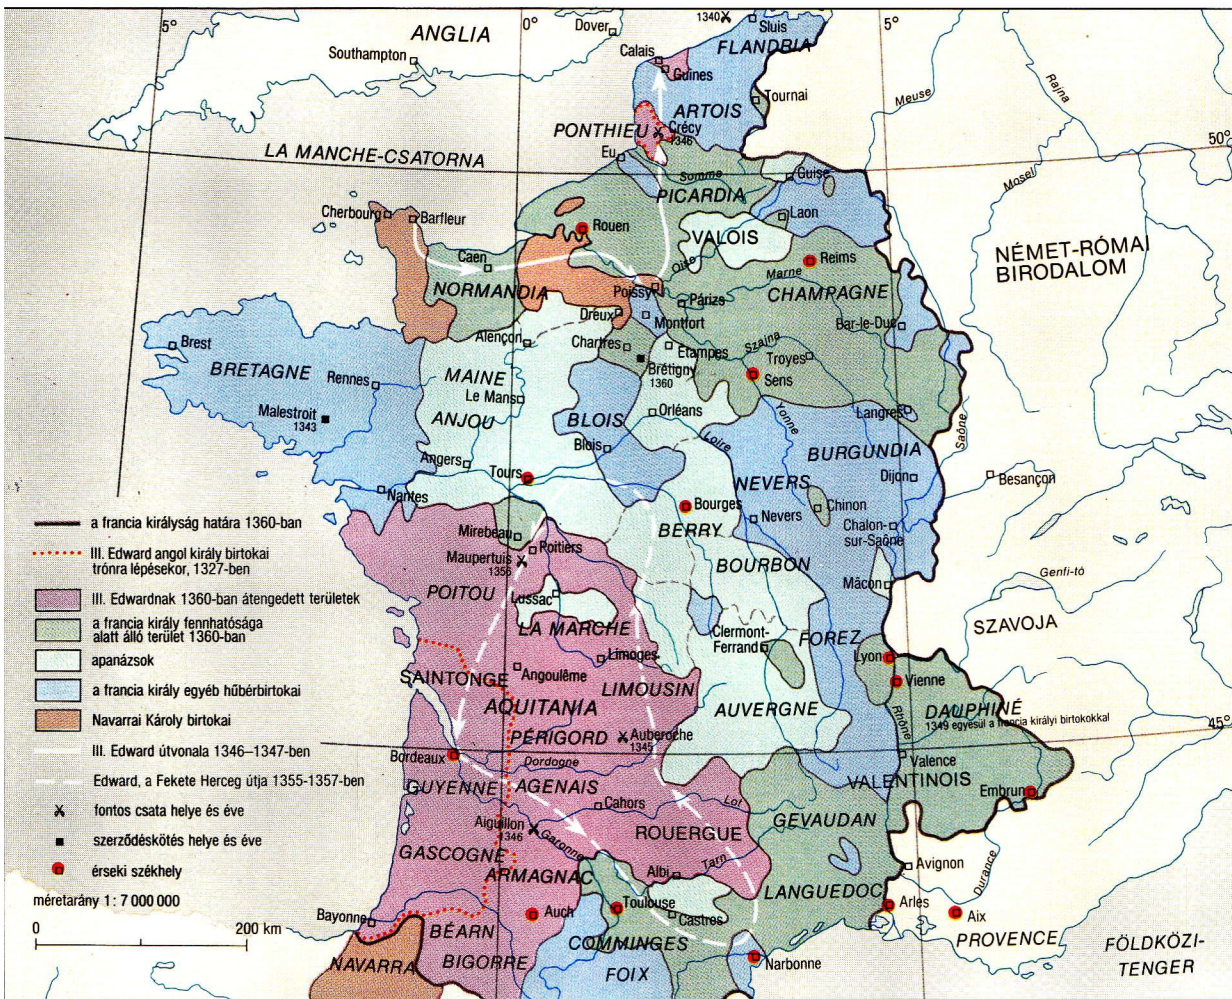 5°
ANGLIA
0°
Dover
1340
Sluis
FLANDRIA
5°
Southampton
Calais
Guines
Tournai
Meuse
Rajna
ARTOIS
PONTHIEU
Crécy
1346
LA MANCHE-CSATORNA
Eu
50°
Somme
PICARDIA
Guise
Mosel
Cherbourg
Barfleur
Rouen
Laon
VALOIS
NÉMET-RÓMAI
BIRODALOM
Caen
Oise
Marne
Reims
NORMANDIA
Poissy
Párizs
CHAMPAGNE
Dreux
Montfort
Bar-le-Duc
Brest
Alençon
Chartres
Etampes
Szajna
Troyes
BRETAGNE
Rennes
MAINE
Brétigny
1360
Sens
Le Mans
Malestroit
1343
ANJOU
BLOIS
Orléans
Yonne
Langres
Saône
Blois
Loire
BURGUNDIA
Angers
Tours
NEVERS
Dijon
Besançon
Nantes
Bourges
Nevers
Chinon
Chalon-
sur-Saône
Mirebeau
BERRY
Maupertuis
1356
Poitiers
BOURBON
Genfi-tó
POITOU
Lussac
Mâcon
LA MARCHE
Clermont-
Ferrand
FOREZ
SZAVOJA
Limoges
Lyon
SAINTONGE
Angoulême
LIMOUSIN
Vienne
AQUITANIA
AUVERGNE
DAUPHINÉ
1349 egyesül a francia királyi birtokokkal
45°
PÉRIGORD
Auberoche
1345
Rhône
Bordeaux
Dordogne
Valence
GUYENNE
AGENAIS
VALENTINOIS
Embrun
Cahors
Lot
Aiguillon
1346
Garonne
ROUERGUE
GEVAUDAN
GASCOGNE
ARMAGNAC
Albi
Tarn
Avignon
Durance
LANGUEDOC
Bayonne
Auch
Toulouse
Castres
Arles
Aix
BÉARN
COMMINGES
PROVENCE
FÖLDKÖZI-
TENGER
NAVARRA
BIGORRE
FOIX
Narbonne
a francia királyság határa 1360-ban
III. Edward angol király birtokai
trónra lépésekor, 1327-ben
III. Edwardnak 1360-ban átengedett területek
a francia király fennhatósága
alatt álló terület 1360-ban
apanázsok
a francia király egyéb hűbérbirtokai
Navarrai Károly birtokai
III. Edward útvonala 1346–1347-ben
Edward, a Fekete Herceg útja 1355-1357-ben
fontos csata helye és éve
szerződéskötés helye és éve
érseki székhely
méretarány 1: 7 000 000
0
200 km